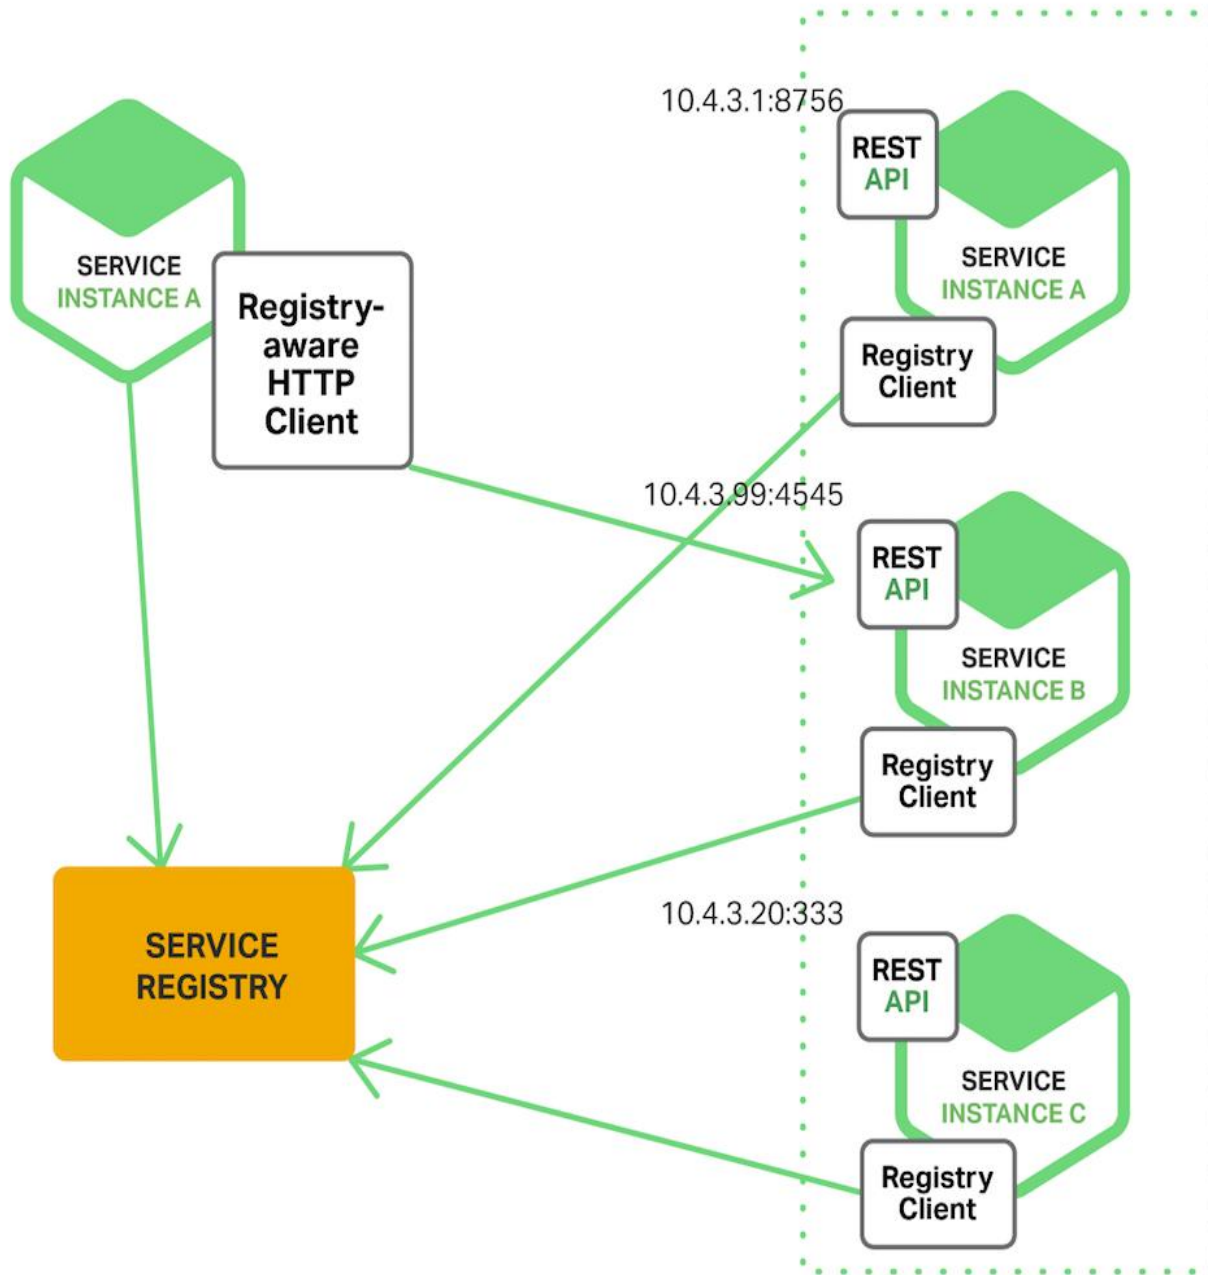 10.4.3.1:8756
REST
API
SERVICE
INSTANCE A
Registry
Client
SERVICE
INSTANCE A
Registry-
aware
HTTP
Client
10.4.3.99:4545
REST
API
SERVICE
INSTANCE B
Registry
Client
10.4.3.20:333
REST
API
SERVICE
INSTANCE C
Registry
Client
SERVICE
REGISTRY